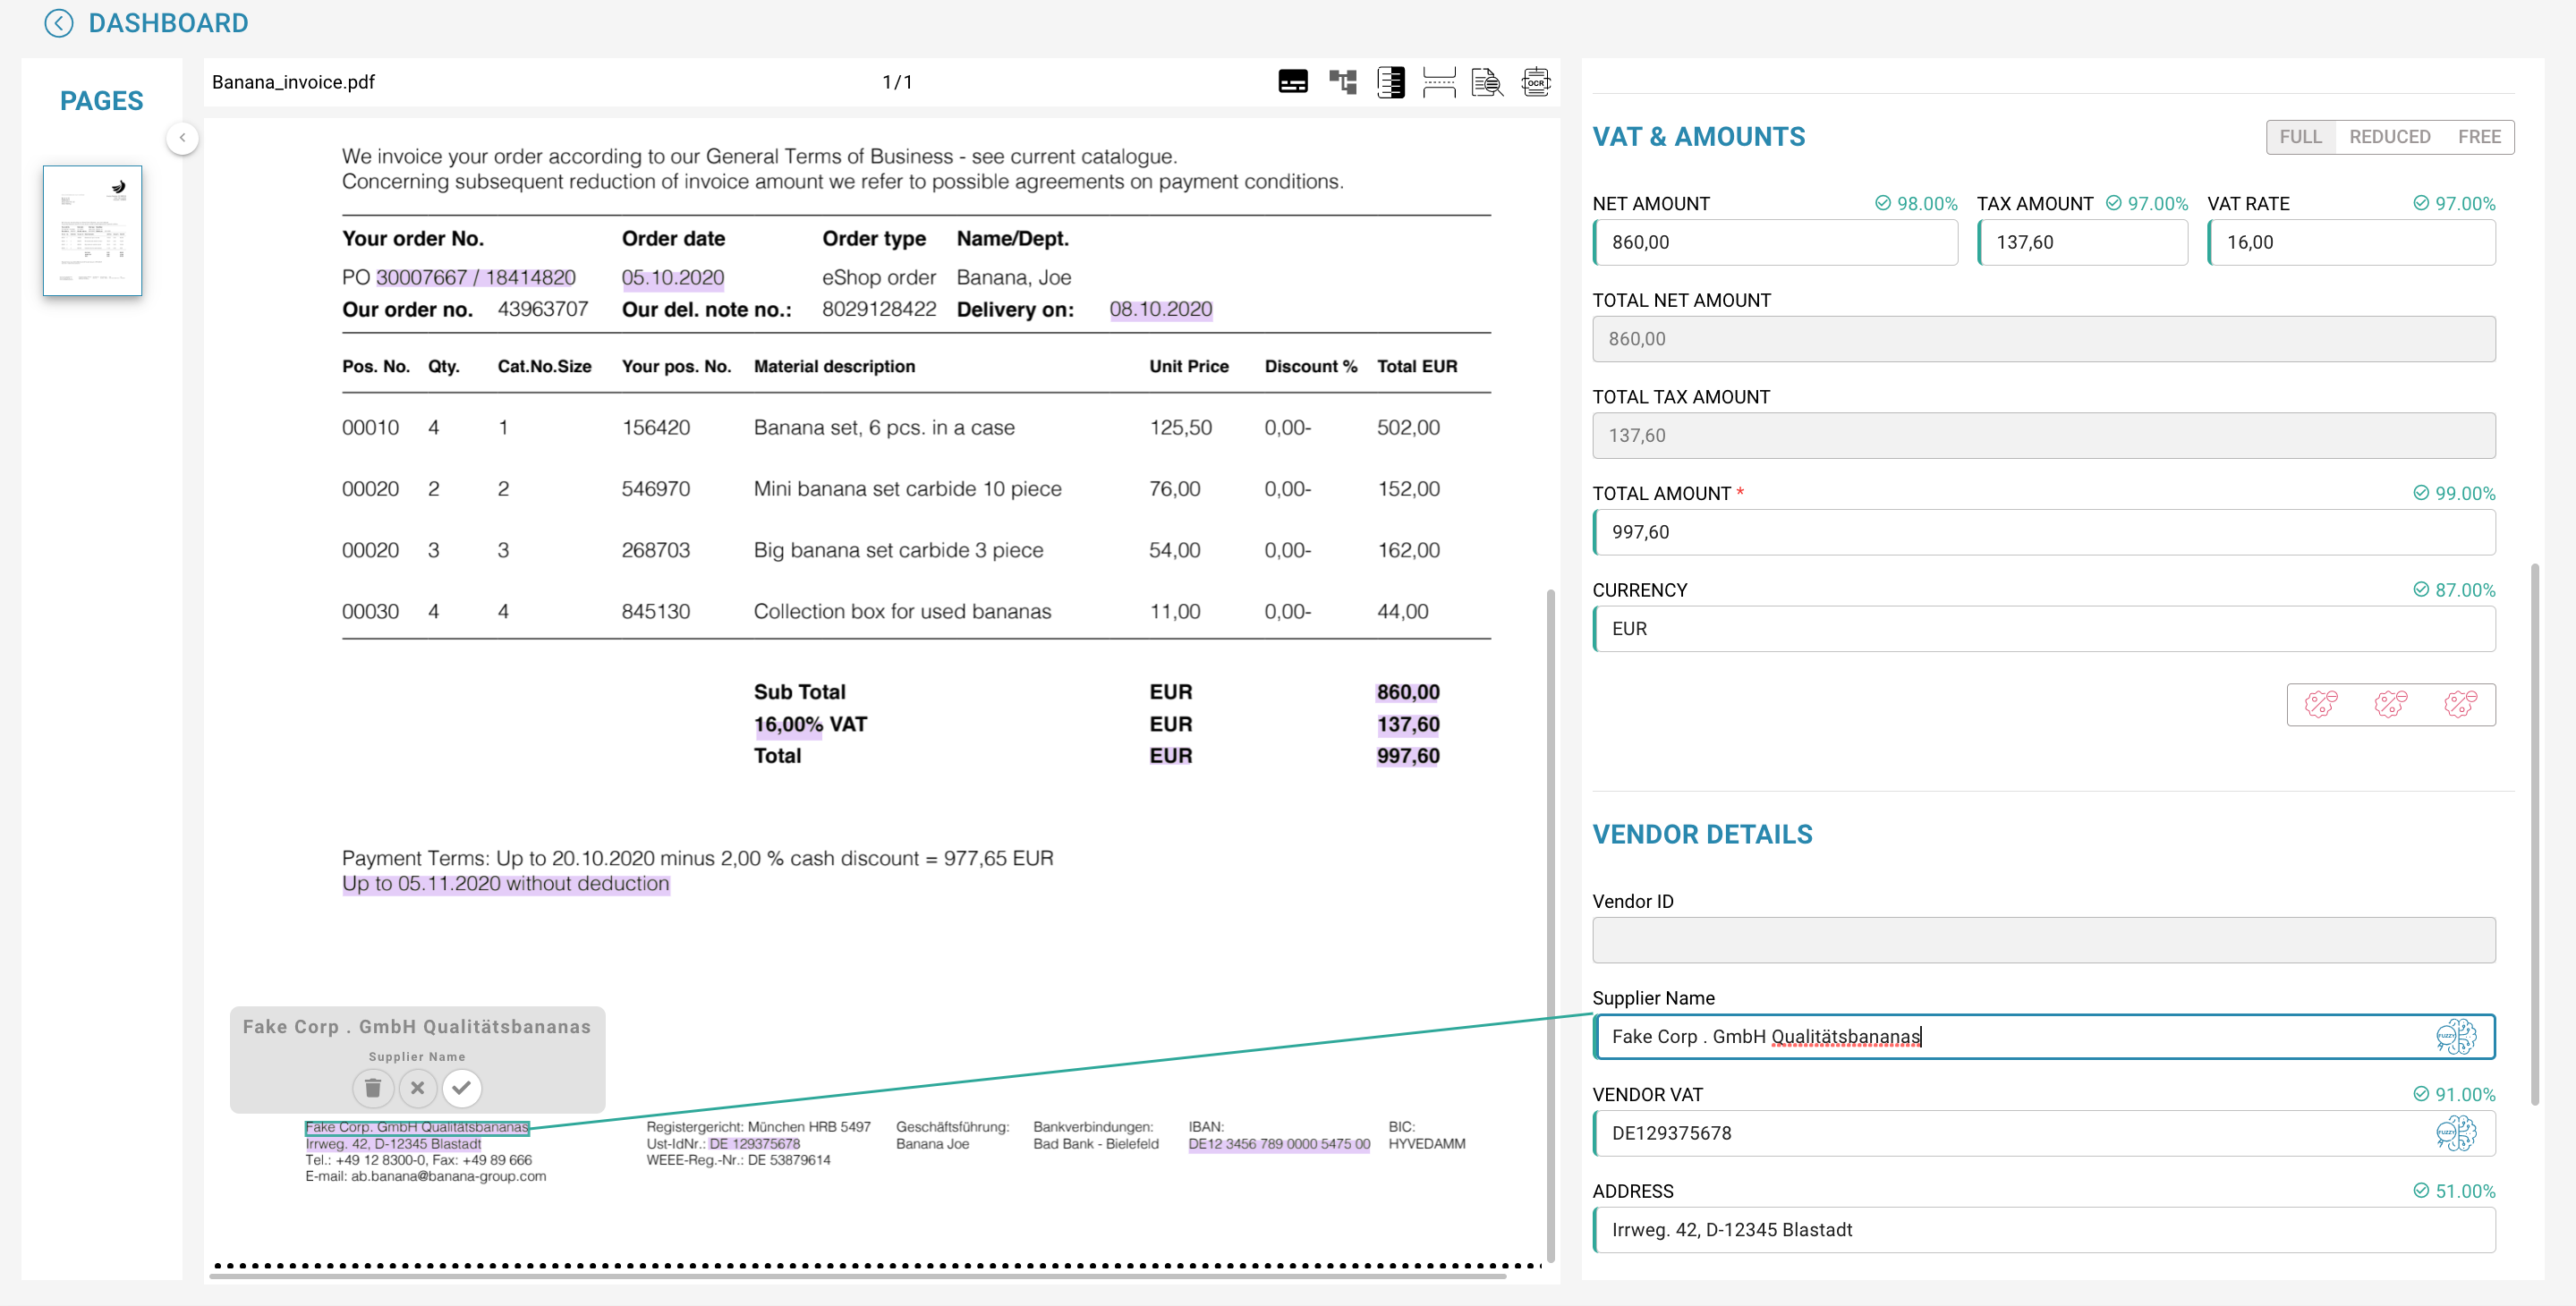 DASHBOARD
PAGES
Banana_invoice.pdf 1/1
OCR
We invoice your order according to our General Terms of Business - see current catalogue.
Concerning subsequent reduction of invoice amount we refer to possible agreements on payment conditions.
Your order No. Order date Order type Name/Dept.
PO 30007667 / 18414820 05.10.2020 eShop order Banana, Joe
Our order no. 43963707 Our del. note no.: 8029128422 Delivery on: 08.10.2020
Pos. No. Qty. Cat.No.Size Your pos. No. Material description Unit Price Discount % Total EUR
00010 4 1 156420 Banana set, 6 pcs. in a case 125,50 0,00- 502,00
00020 2 2 546970 Mini banana set carbide 10 piece 76,00 0,00- 152,00
00020 3 3 268703 Big banana set carbide 3 piece 54,00 0,00- 162,00
00030 4 4 845130 Collection box for used bananas 11,00 0,00- 44,00
Sub Total EUR 860,00
16,00% VAT EUR 137,60
Total EUR 997,60
Payment Terms: Up to 20.10.2020 minus 2,00 % cash discount = 977,65 EUR
Up to 05.11.2020 without deduction
Fake Corp . GmbH Qualitätsbananas
Supplier Name
Fake Corp. GmbH Qualitätsbananas
Irrweg. 42, D-12345 Blastadt
Tel.: +49 12 8300-0, Fax: +49 89 666
E-mail: ab.banana@banana-group.com
Registergericht: München HRB 5497
Ust-IdNr.: DE 129375678
WEEE-Reg.-Nr.: DE 53879614
Geschäftsführung:
Banana Joe
Bankverbindungen:
Bad Bank - Bielefeld
IBAN:
DE12 3456 789 0000 5475 00
BIC:
HYVEDAMM
VAT & AMOUNTS
FULL REDUCED FREE
NET AMOUNT 98.00% TAX AMOUNT 97.00% VAT RATE 97.00%
860,00 137,60 16,00
TOTAL NET AMOUNT
860,00
TOTAL TAX AMOUNT
137,60
TOTAL AMOUNT * 99.00%
997,60
CURRENCY 87.00%
EUR
VENDOR DETAILS
Vendor ID
Supplier Name
Fake Corp . GmbH Qualitätsbananas
FUZZY
VENDOR VAT 91.00%
DE129375678
FUZZY
ADDRESS 51.00%
Irrweg. 42, D-12345 Blastadt